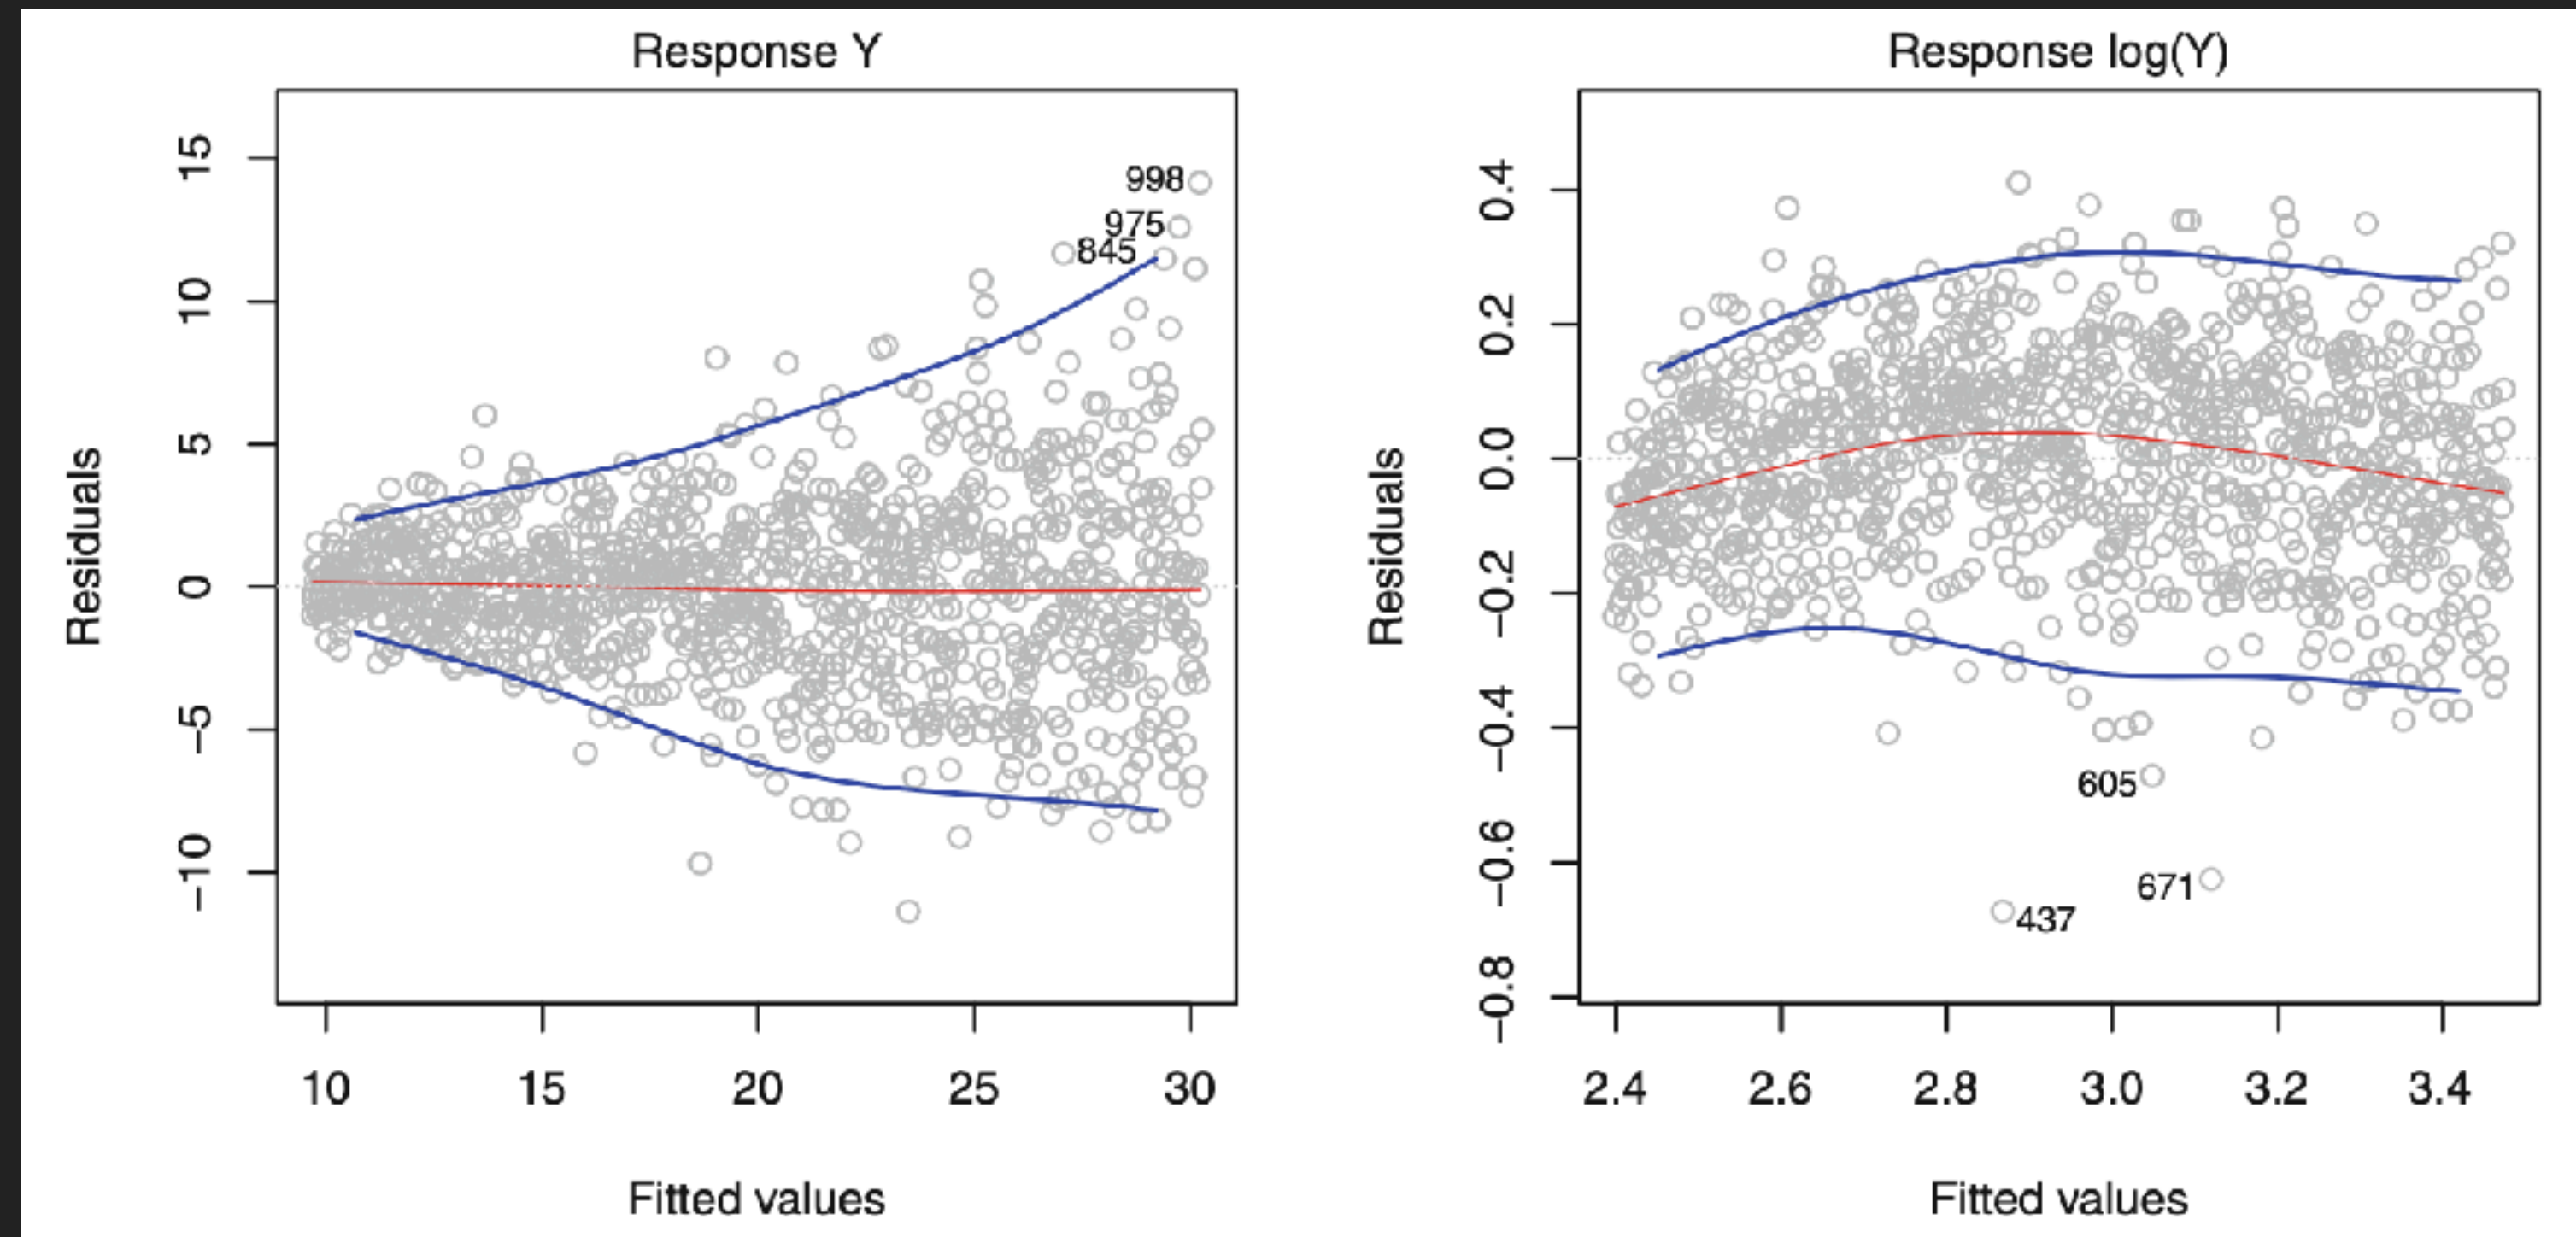 Response Y
Residuals
15
10
5
0
−5
−10
998
975
845
10 15 20 25 30
Fitted values
Response log(Y)
Residuals
0.4
0.2
0.0
−0.2
−0.4
−0.6
−0.8
605
671
437
2.4 2.6 2.8 3.0 3.2 3.4
Fitted values